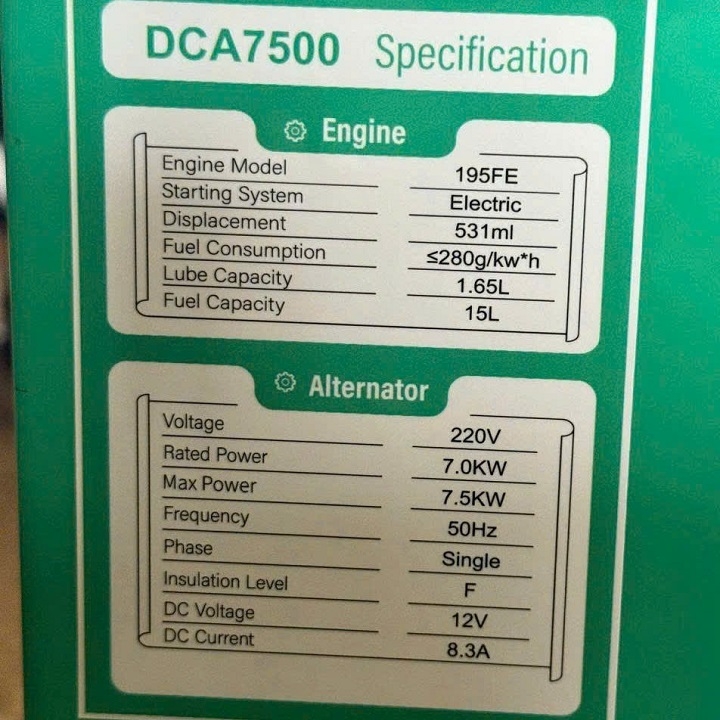 DCA7500 Specification
Engine
Engine Model 195FE
Starting System Electric
Displacement 531ml
Fuel Consumption ≤280g/kw*h
Lube Capacity 1.65L
Fuel Capacity 15L
Alternator
Voltage 220V
Rated Power 7.0KW
Max Power 7.5KW
Frequency 50Hz
Phase Single
Insulation Level F
DC Voltage 12V
DC Current 8.3A